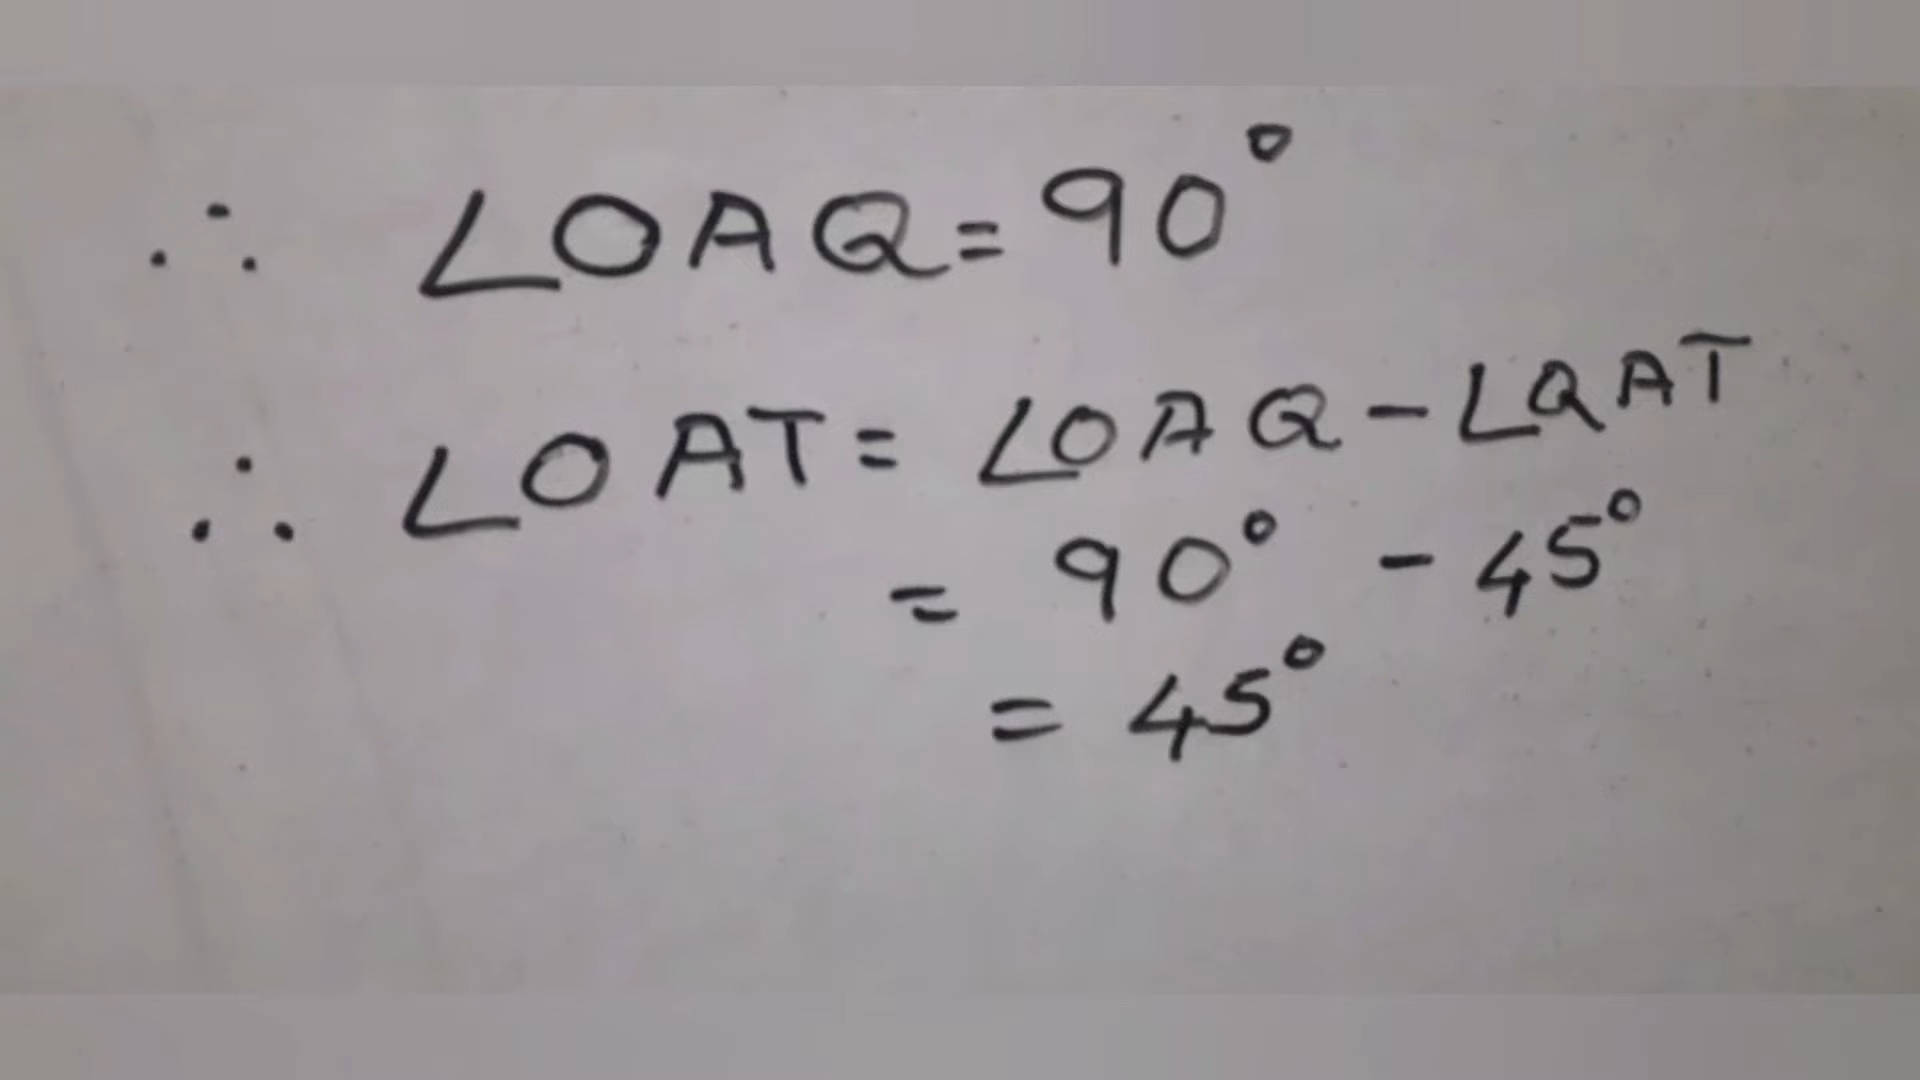 ∴ ∠OAQ = 90°
∴ ∠OAT = ∠OAQ - ∠QAT
= 90° - 45°
= 45°